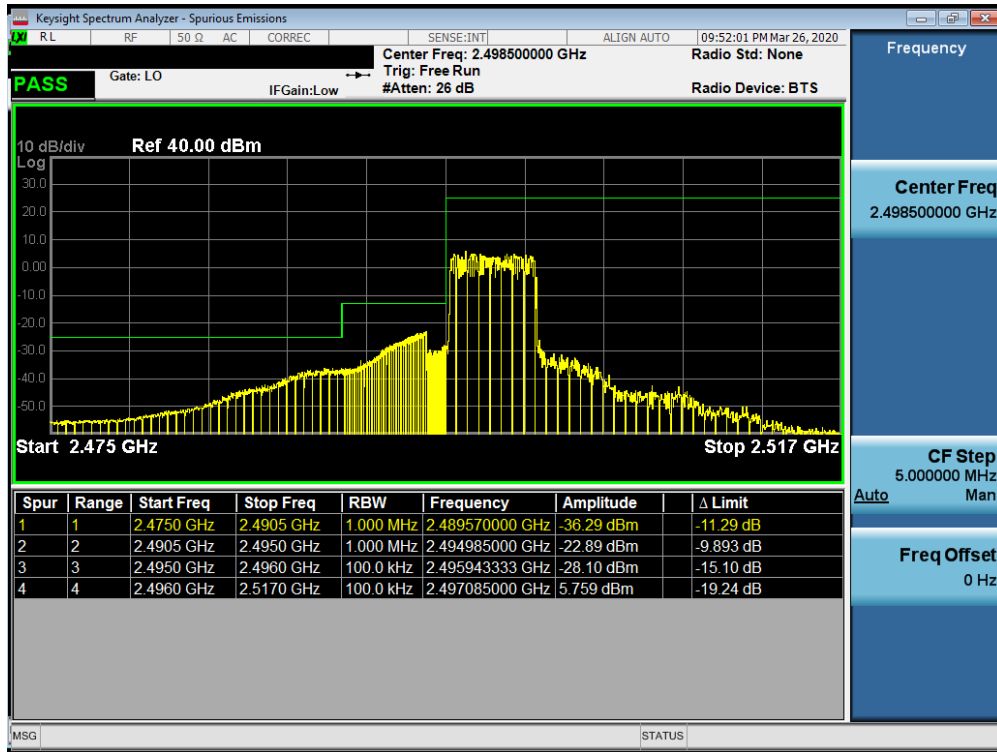 Keysight Spectrum Analyzer - Spurious Emissions
LXI RL RF 50 Ω AC CORREC SENSE:INT ALIGN AUTO 09:52:01 PM Mar 26, 2020
Center Freq: 2.498500000 GHz Radio Std: None
Gate: LO Trig: Free Run
PASS IFGain:Low #Atten: 26 dB Radio Device: BTS
10 dB/div Ref 40.00 dBm
Log
30.0
20.0
10.0
0.00
-10.0
-20.0
-30.0
-40.0
-50.0
Start 2.475 GHz Stop 2.517 GHz
Spur Range Start Freq Stop Freq RBW Frequency Amplitude Δ Limit
1 1 2.4750 GHz 2.4905 GHz 1.000 MHz 2.489570000 GHz -36.29 dBm -11.29 dB
2 2 2.4905 GHz 2.4950 GHz 1.000 MHz 2.494985000 GHz -22.89 dBm -9.893 dB
3 3 2.4950 GHz 2.4960 GHz 100.0 kHz 2.495943333 GHz -28.10 dBm -15.10 dB
4 4 2.4960 GHz 2.5170 GHz 100.0 kHz 2.497085000 GHz 5.759 dBm -19.24 dB
Frequency
Center Freq
2.498500000 GHz
CF Step
5.000000 MHz
Auto Man
Freq Offset
0 Hz
MSG STATUS